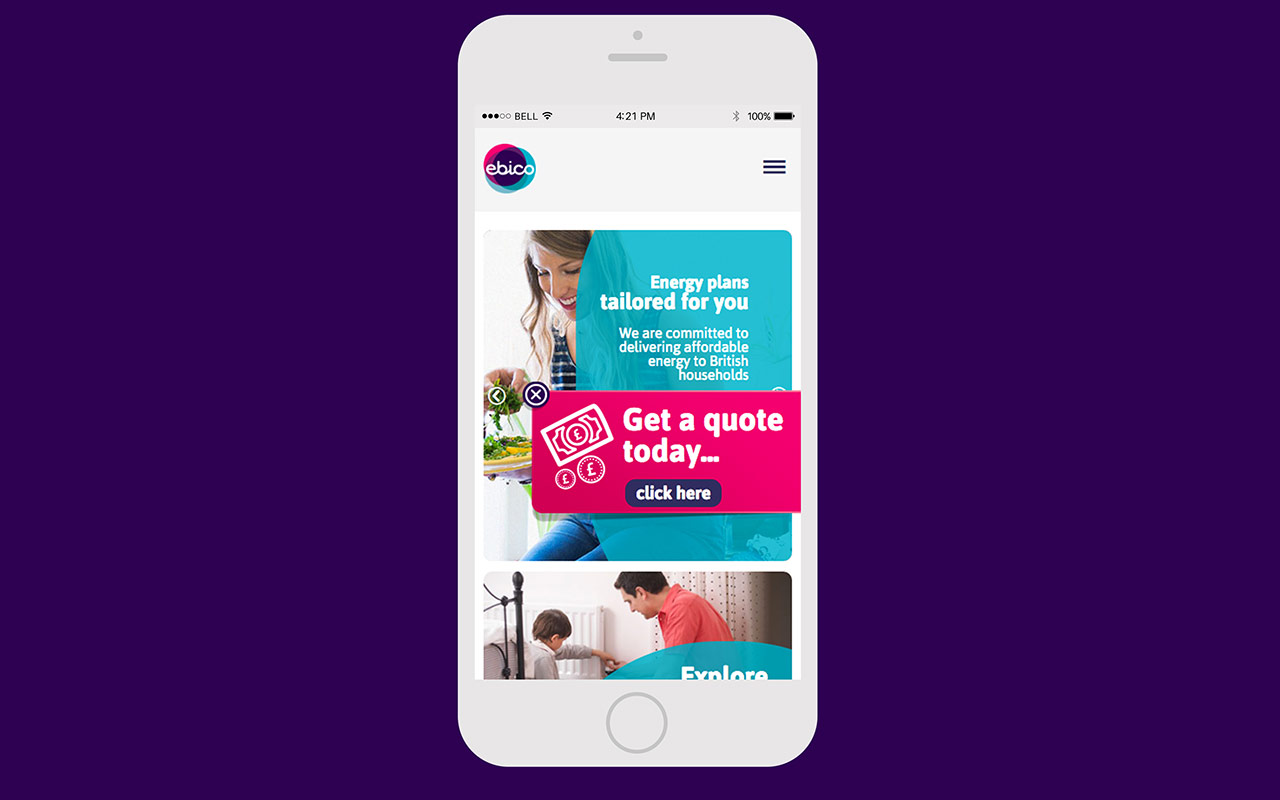 BELL
4:21 PM
100%
ebico
Energy plans
tailored for you
We are committed to
delivering affordable
energy to British
households
Get a quote
today...
£
£
£
click here
Explore